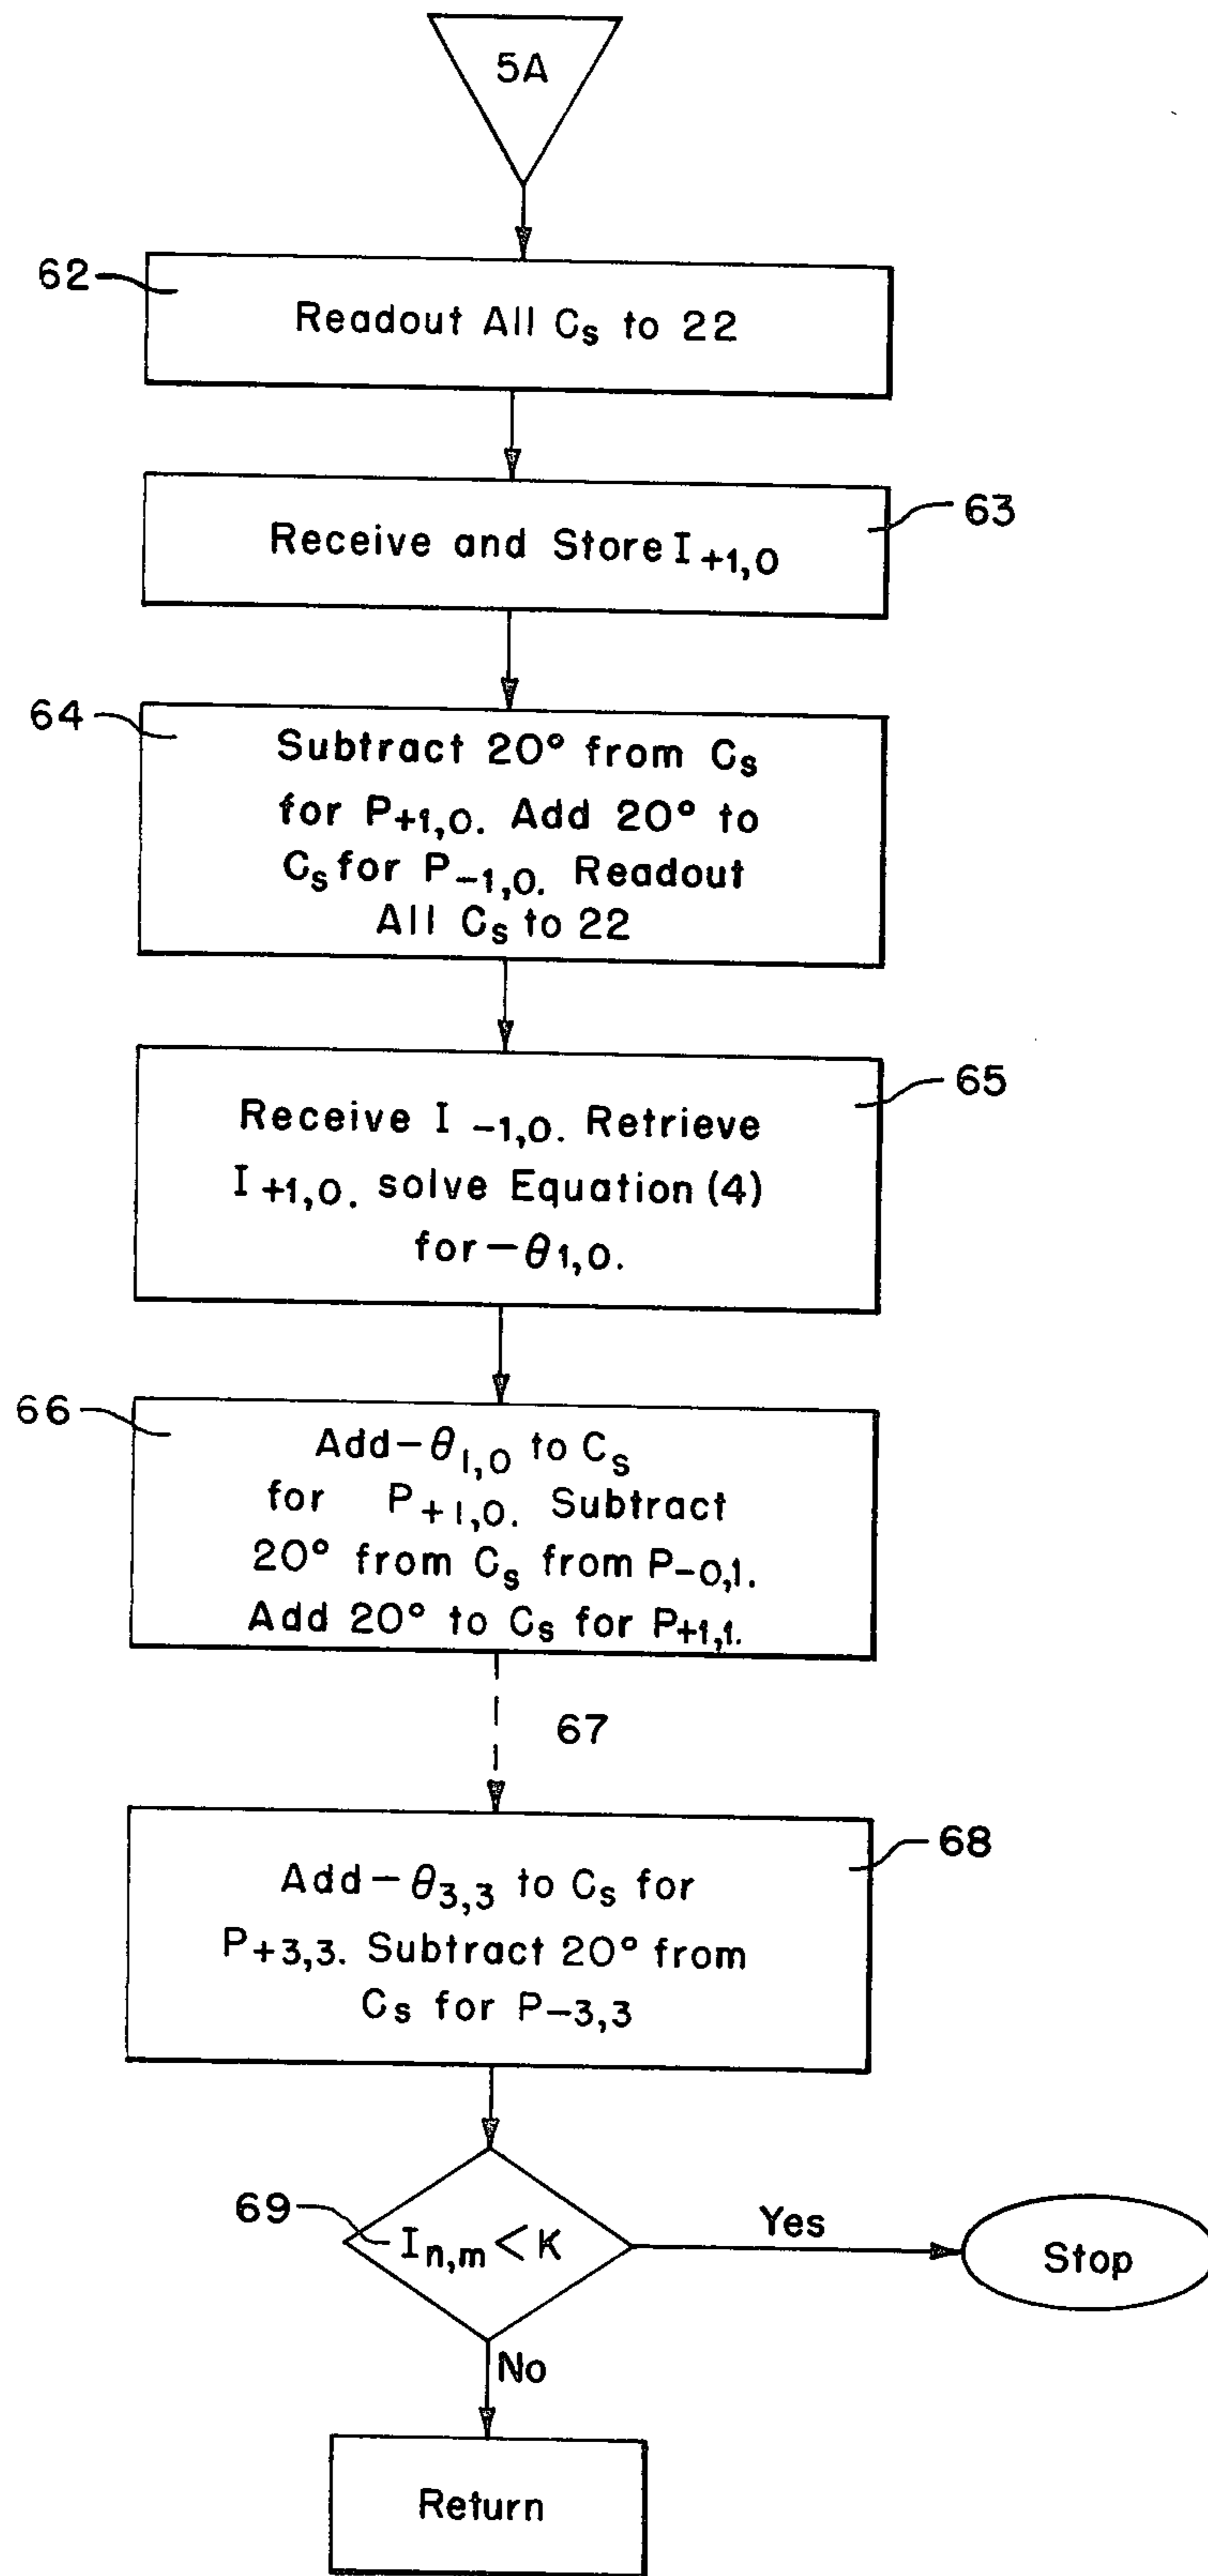 5A
62
Readout All Cs to 22
63
Receive and Store I+1,0
64
Subtract 20° from Cs
for P+1,0. Add 20° to
Cs for P-1,0. Readout
All Cs to 22
65
Receive I -1,0. Retrieve
I+1,0. solve Equation (4)
for -θ1,0.
66
Add -θ1,0 to Cs
for P+1,0. Subtract
20° from Cs from P-0,1.
Add 20° to Cs for P+1,1.
67
68
Add -θ3,3 to Cs for
P+3,3. Subtract 20° from
Cs for P-3,3
69
In,m < K
Yes
Stop
No
Return